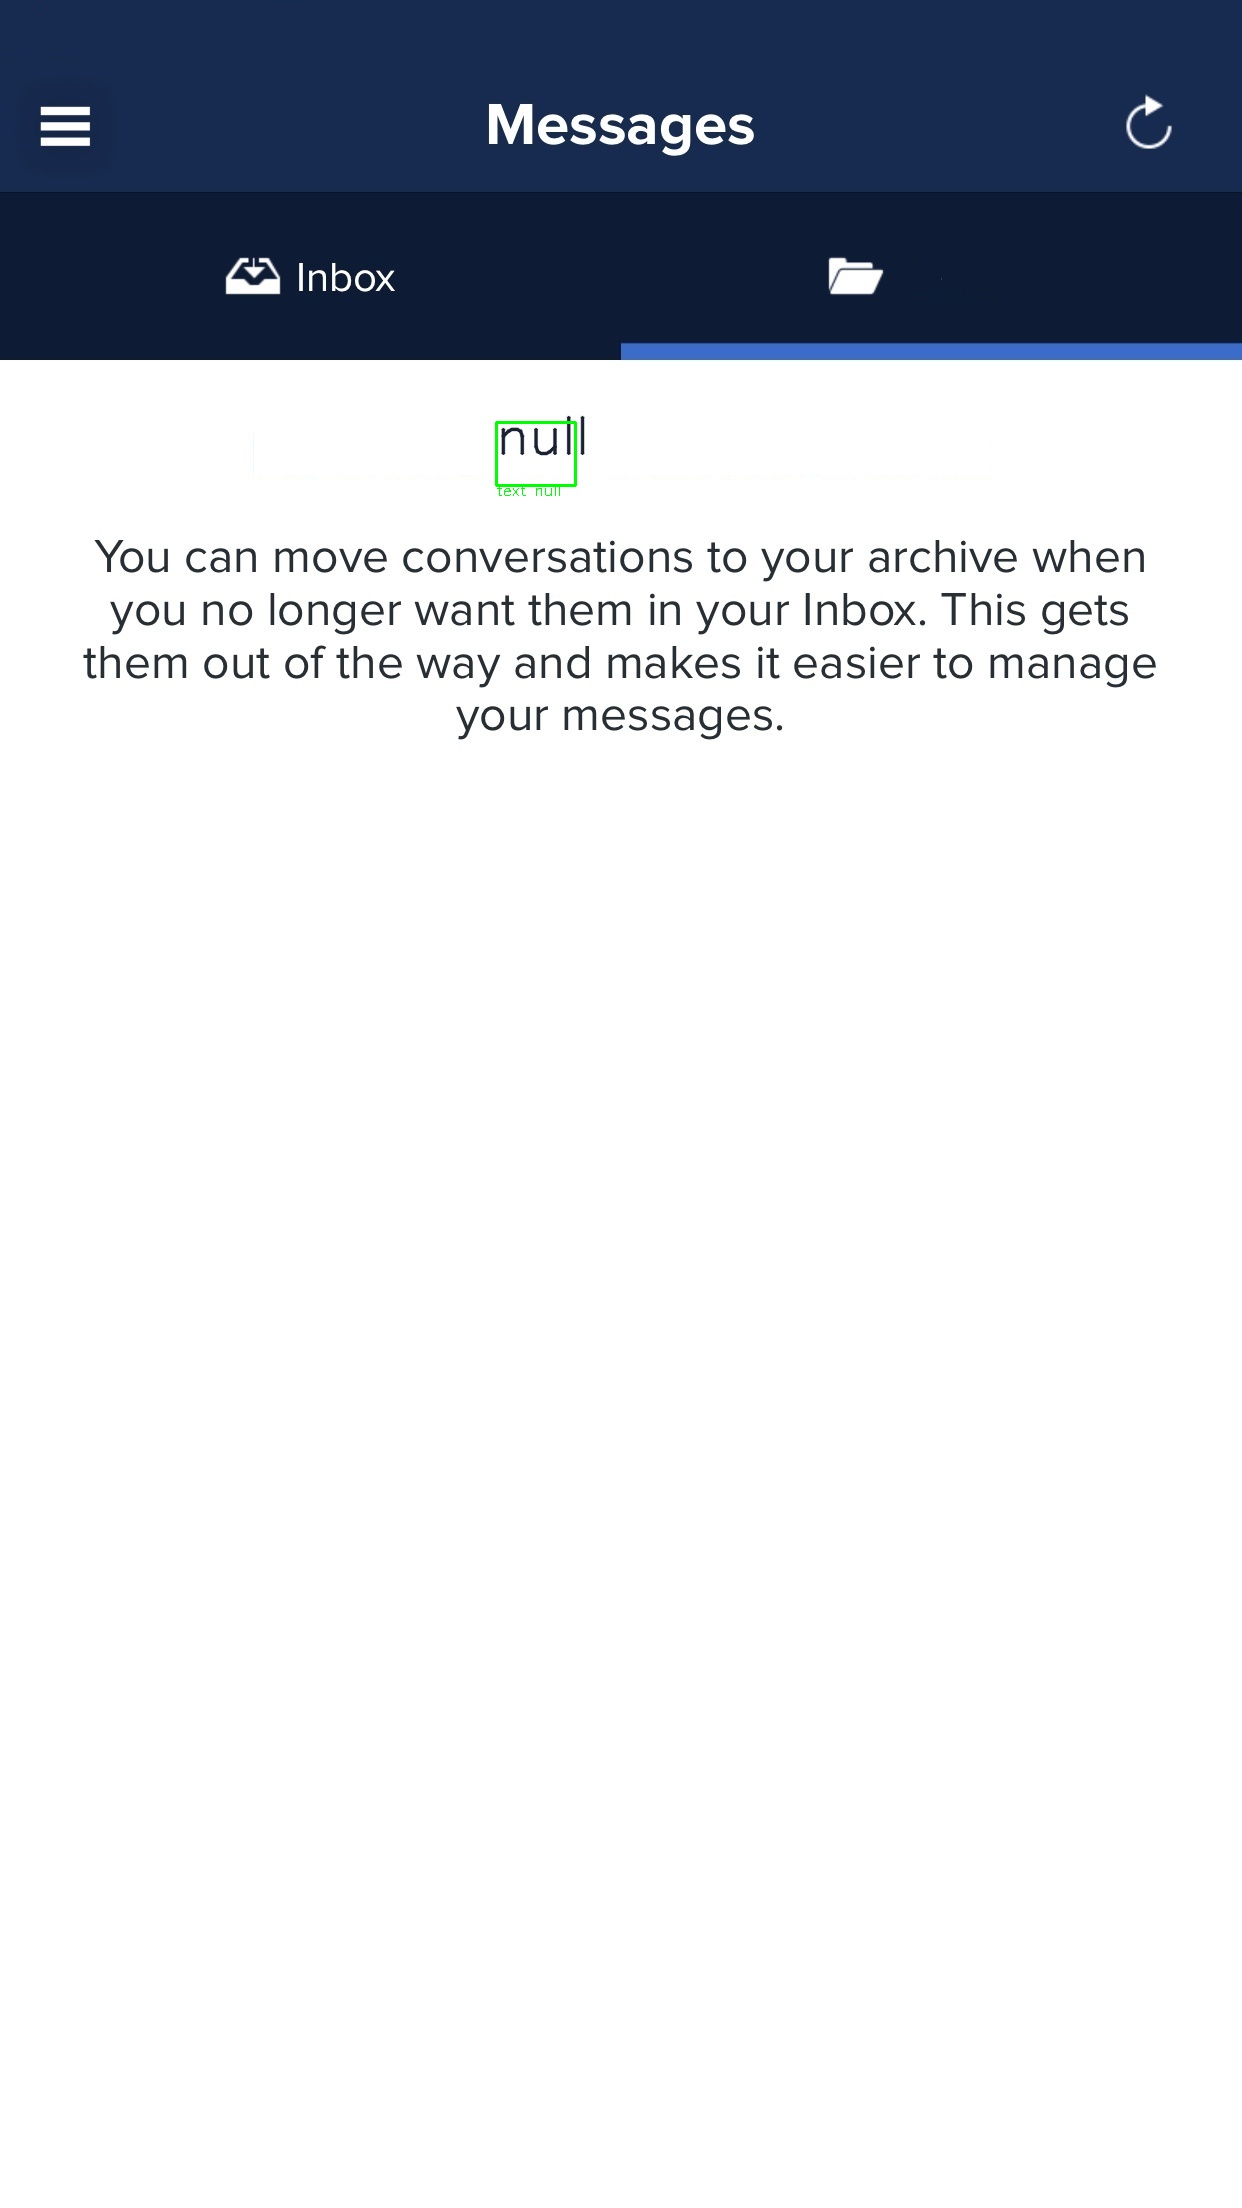 Messages
Inbox
null
text null
You can move conversations to your archive when
you no longer want them in your Inbox. This gets
them out of the way and makes it easier to manage
your messages.